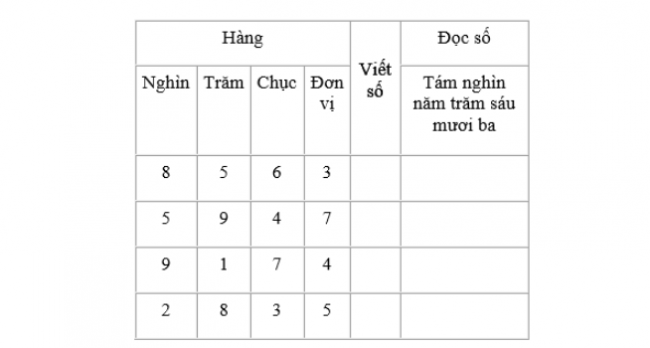 Hàng
Viết số
Đọc số
Nghìn Trăm Chục Đơn vị
Tám nghìn
năm trăm sáu
mươi ba
8 5 6 3
5 9 4 7
9 1 7 4
2 8 3 5